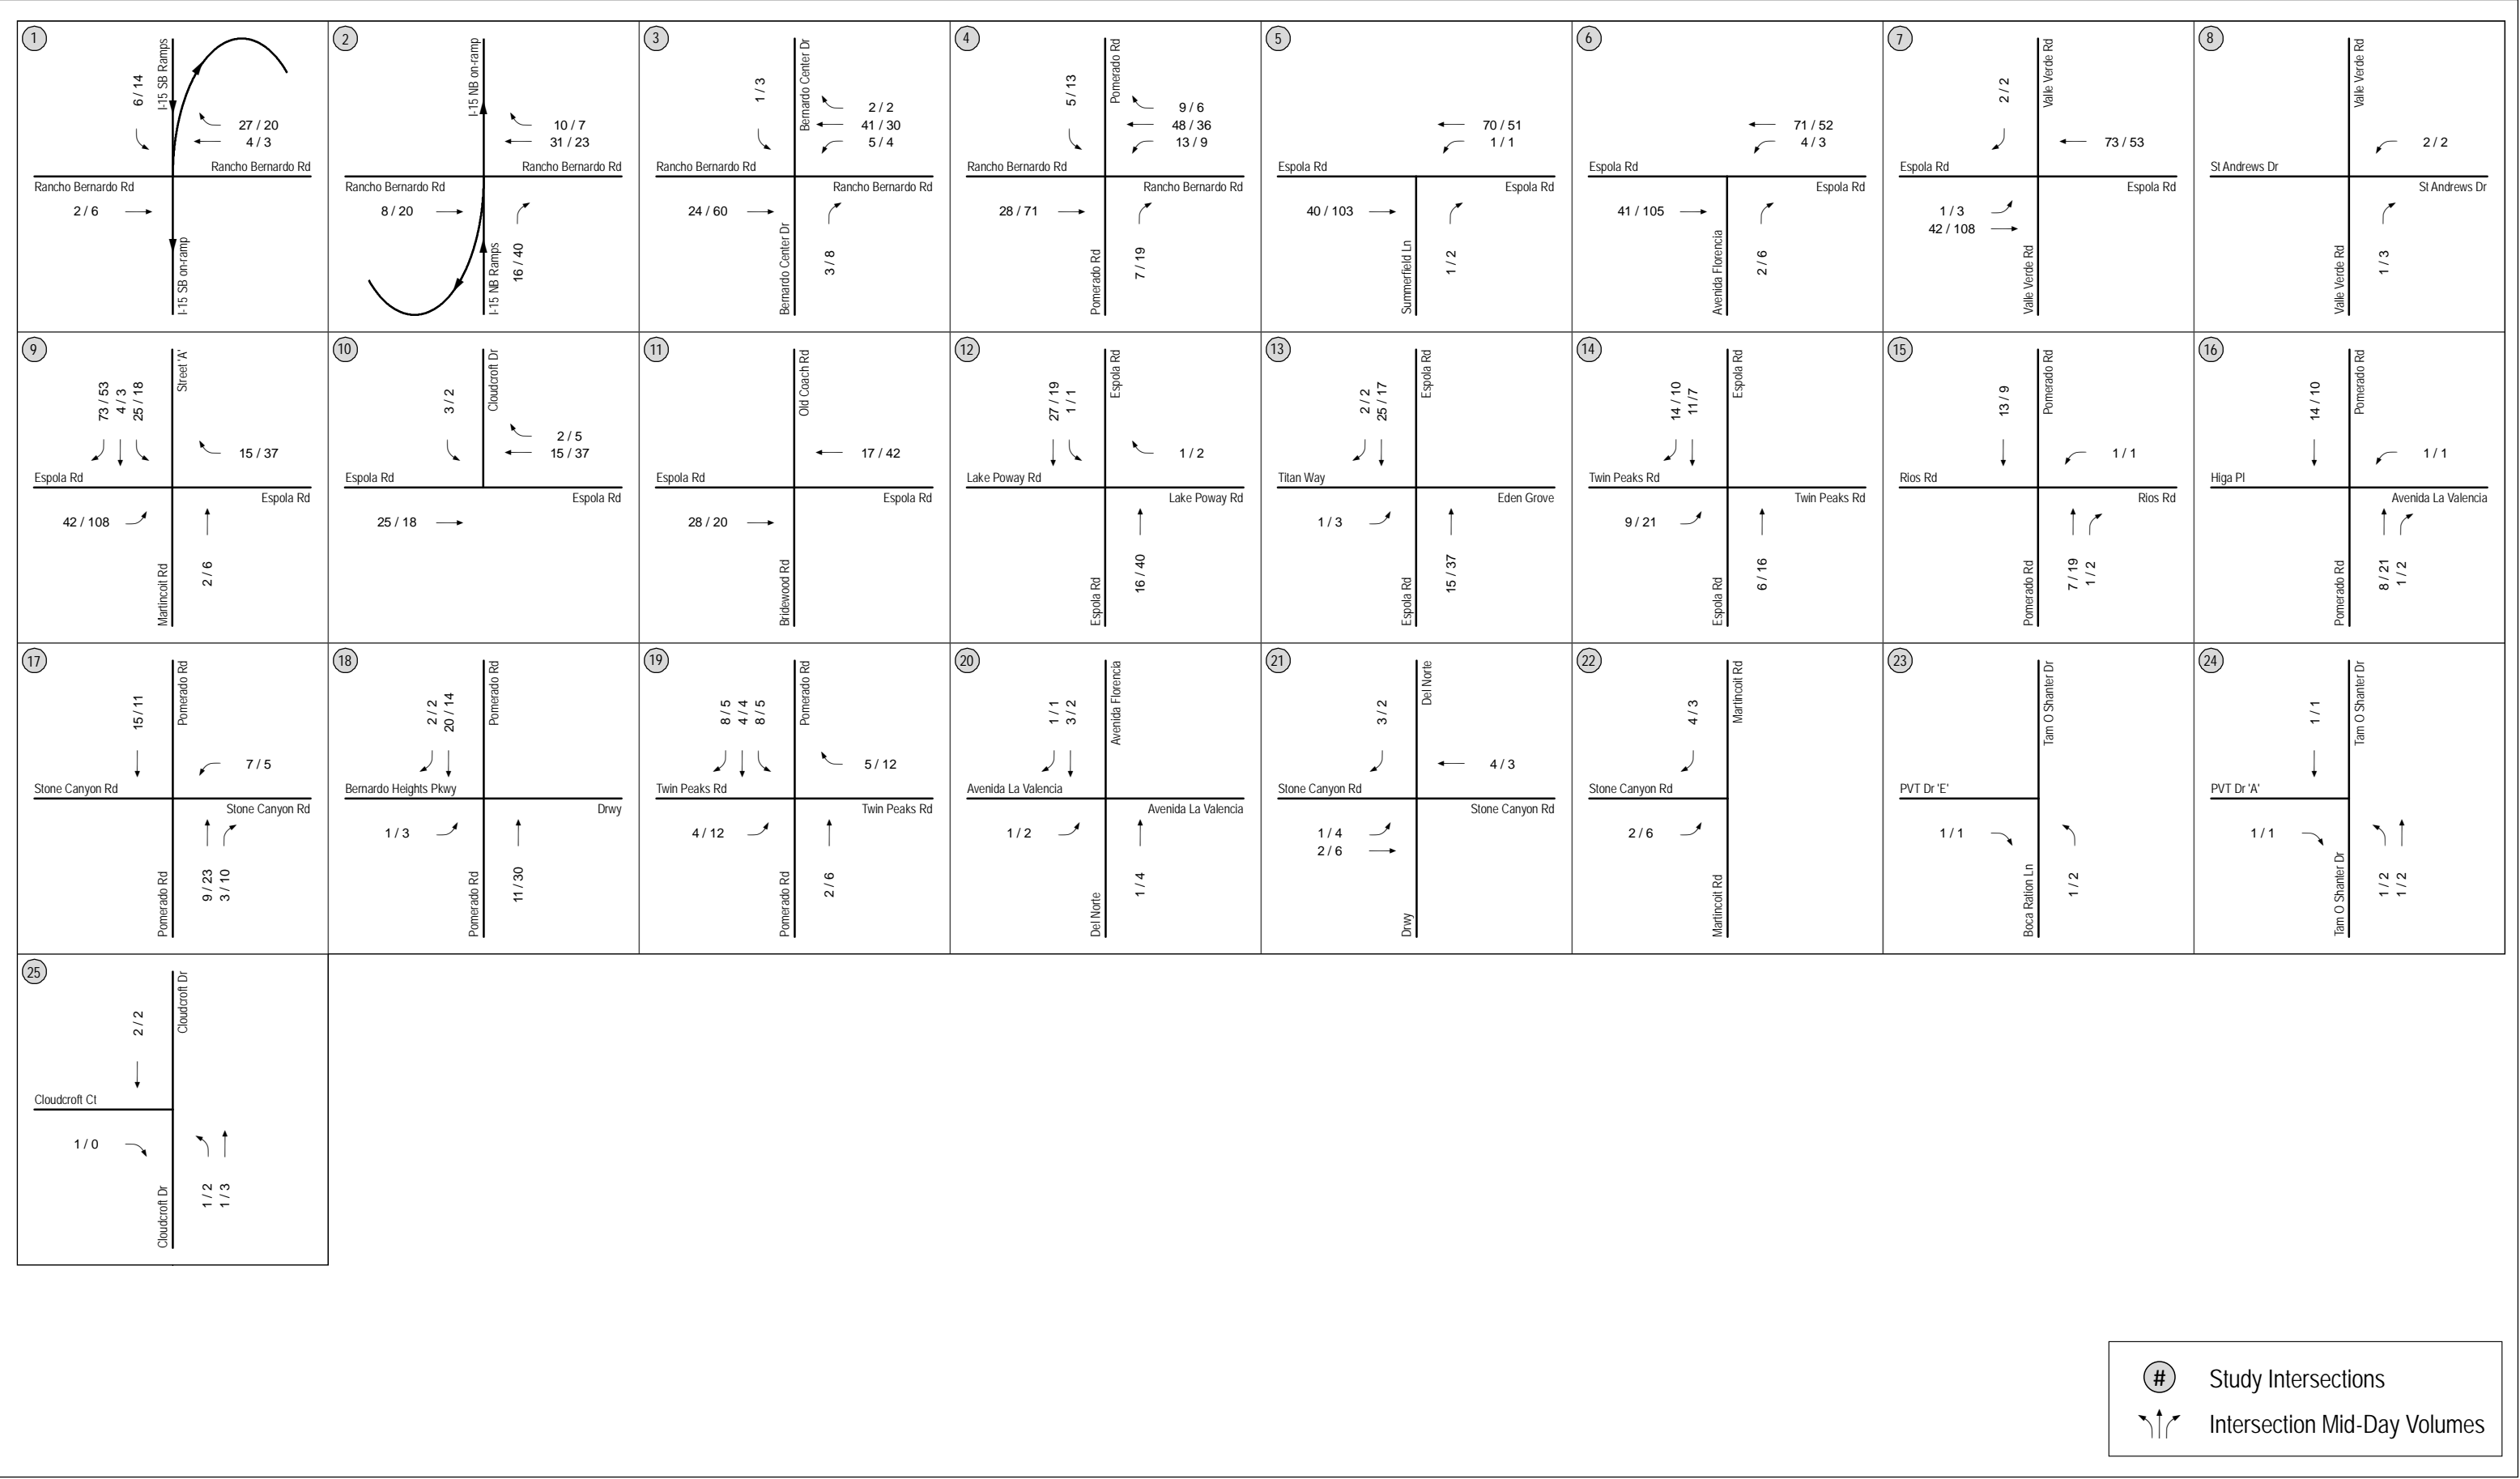 1
6 / 14
I-15 SB Ramps
27 / 20
4 / 3
Rancho Bernardo Rd
Rancho Bernardo Rd
2 / 6
I-15 SB on-ramp
2
I-15 NB on-ramp
10 / 7
31 / 23
Rancho Bernardo Rd
Rancho Bernardo Rd
8 / 20
I-15 NB Ramps
16 / 40
3
1 / 3
Bernardo Center Dr
2 / 2
41 / 30
5 / 4
Rancho Bernardo Rd
Rancho Bernardo Rd
24 / 60
Bernardo Center Dr
3 / 8
4
5 / 13
Pomerado Rd
9 / 6
48 / 36
13 / 9
Rancho Bernardo Rd
Rancho Bernardo Rd
28 / 71
Pomerado Rd
7 / 19
5
70 / 51
1 / 1
Espola Rd
Espola Rd
40 / 103
Summerfield Ln
1 / 2
6
71 / 52
4 / 3
Espola Rd
Espola Rd
41 / 105
Avenida Florencia
2 / 6
7
2 / 2
Valle Verde Rd
73 / 53
Espola Rd
Espola Rd
1 / 3
42 / 108
Valle Verde Rd
8
Valle Verde Rd
2 / 2
St Andrews Dr
St Andrews Dr
Valle Verde Rd
1 / 3
9
73 / 53
4 / 3
25 / 18
Street 'A'
15 / 37
Espola Rd
Espola Rd
42 / 108
Martincoit Rd
2 / 6
10
3 / 2
Cloudcroft Dr
2 / 5
15 / 37
Espola Rd
Espola Rd
25 / 18
11
Old Coach Rd
17 / 42
Espola Rd
Espola Rd
28 / 20
Bridewood Rd
12
27 / 19
1 / 1
Espola Rd
1 / 2
Lake Poway Rd
Lake Poway Rd
Espola Rd
16 / 40
13
2 / 2
25 / 17
Espola Rd
Titan Way
Eden Grove
1 / 3
Espola Rd
15 / 37
14
14 / 10
11/7
Espola Rd
Twin Peaks Rd
Twin Peaks Rd
9 / 21
Espola Rd
6 / 16
15
13 / 9
Pomerado Rd
1 / 1
Rios Rd
Rios Rd
Pomerado Rd
7 / 19
1 / 2
16
14 / 10
Pomerado Rd
1 / 1
Higa Pl
Avenida La Valencia
Pomerado Rd
8 / 21
1 / 2
17
15 / 11
Pomerado Rd
7 / 5
Stone Canyon Rd
Stone Canyon Rd
Pomerado Rd
9 / 23
3 / 10
18
2 / 2
20 / 14
Pomerado Rd
Bernardo Heights Pkwy
Drwy
1 / 3
Pomerado Rd
11 / 30
19
8 / 5
4 / 4
8 / 5
Pomerado Rd
5 / 12
Twin Peaks Rd
Twin Peaks Rd
4 / 12
Pomerado Rd
2 / 6
20
1 / 1
3 / 2
Avenida Florencia
Avenida La Valencia
Avenida La Valencia
1 / 2
Del Norte
1 / 4
21
3 / 2
Del Norte
4 / 3
Stone Canyon Rd
Stone Canyon Rd
1 / 4
2 / 6
Drwy
22
4 / 3
Martincoit Rd
Stone Canyon Rd
2 / 6
Martincoit Rd
23
Tam O Shanter Dr
PVT Dr 'E'
1 / 1
Boca Ration Ln
1 / 2
24
1 / 1
Tam O Shanter Dr
PVT Dr 'A'
1 / 1
Tam O Shanter Dr
1 / 2
1 / 2
25
2 / 2
Cloudcroft Dr
Cloudcroft Ct
1 / 0
Cloudcroft Dr
1 / 2
1 / 3
# Study Intersections
Intersection Mid-Day Volumes